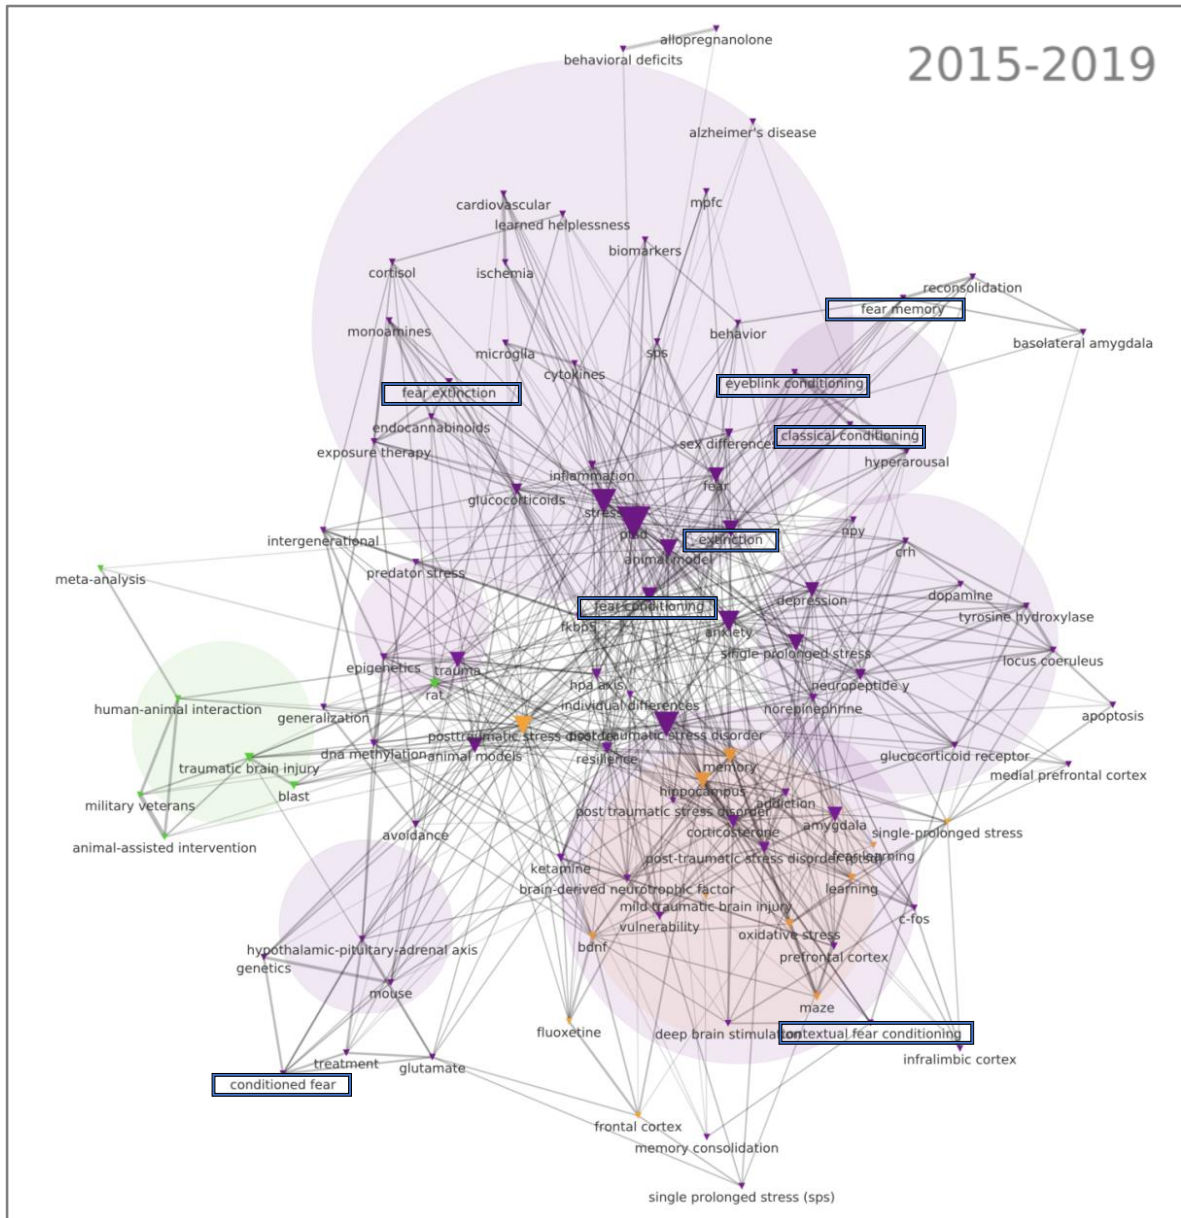 allopregnanolone
behavioral deficits
2015-2019
alzheimer's disease
cardiovascular
mpfc
learned helplessness
biomarkers
cortisol
ischemia
reconsolidation
fear memory
monoamines
behavior
basolateral amygdala
microglia
sps
cytokines
eyeblink conditioning
fear extinction
endocannabinoids
classical conditioning
sex differences
exposure therapy
hyperarousal
inflammation
fear
glucocorticoids
stress
npy
ptsd
intergenerational
extinction
crh
animal model
meta-analysis
predator stress
dopamine
depression
fear conditioning
tyrosine hydroxylase
fkbp5
anxiety
single prolonged stress
locus coeruleus
epigenetics
trauma
hpa axis
neuropeptide y
rat
individual differences
norepinephrine
human-animal interaction
generalization
apoptosis
posttraumatic stress disorder
post-traumatic stress disorder
dna methylation
animal models
resilience
glucocorticoid receptor
traumatic brain injury
memory
medial prefrontal cortex
hippocampus
blast
addiction
military veterans
post traumatic stress disorder
amygdala
corticosterone
single-prolonged stress
avoidance
animal-assisted intervention
post-traumatic stress disorder (ptsd)
fear learning
ketamine
brain-derived neurotrophic factor
learning
mild traumatic brain injury
c-fos
vulnerability
oxidative stress
bdnf
hypothalamic-pituitary-adrenal axis
prefrontal cortex
genetics
mouse
maze
fluoxetine
deep brain stimulation
contextual fear conditioning
infralimbic cortex
treatment
glutamate
conditioned fear
frontal cortex
memory consolidation
single prolonged stress (sps)